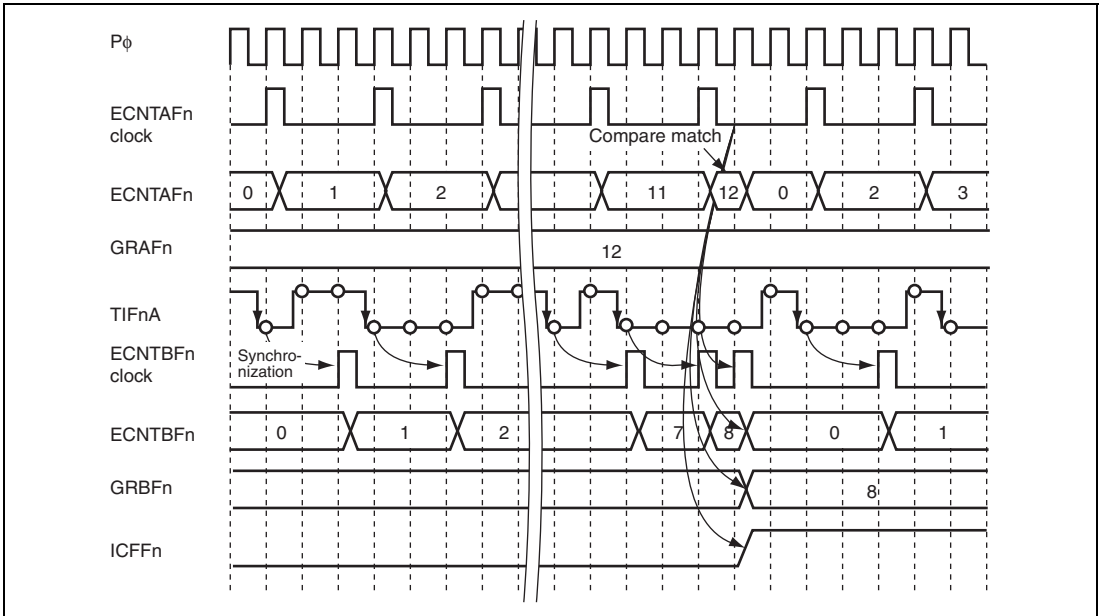 Pφ
ECNTAFn
clock
Compare match
ECNTAFn 0 1 2 11 12 0 2 3
GRAFn 12
TIFnA
ECNTBFn
clock
Synchro-
nization
ECNTBFn 0 1 2 7 8 0 1
GRBFn 8
ICFFn